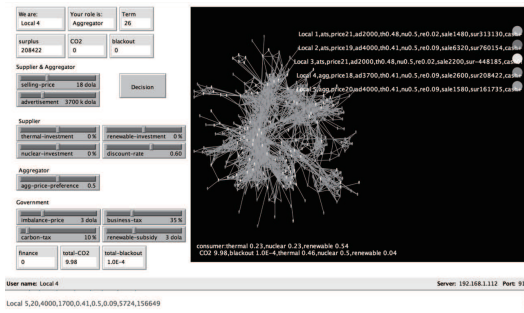 We are:
Local 4
Your role is:
Aggregator
Term
26
surplus
208422
CO2
0
blackout
0
Supplier & Aggregator
selling-price 18 dola
advertisement 3700 k dola
Decision
Supplier
thermal-investment 0 %
renewable-investment 0 %
nuclear-investment 0 %
discount-rate 0.60
Aggregator
agg-price-preference 0.5
Government
imbalance-price 3 dola
business-tax 35 %
carbon-tax 10 %
renewable-subsidy 3 dola
finance
0
total-CO2
9.98
total-blackout
1.0E-4
Local 1,ats,price21,ad2000,th0.48,nu0.5,re0.02,sale1480,sur313130,cas
Local 2,ats,price19,ad4000,th0.41,nu0.5,re0.09,sale6320,sur760154,cas
Local 3,ats,price21,ad2000,th0.48,nu0.5,re0.02,sale2200,sur-448185,cas
Local 4,agg,price18,ad3700,th0.41,nu0.5,re0.09,sale2600,sur208422,cas
Local 5,agg,price20,ad4000,th0.41,nu0.5,re0.09,sale1580,sur161735,cas
consumer:thermal 0.23,nuclear 0.23,renewable 0.54
CO2 9.98,blackout 1.0E-4,thermal 0.46,nuclear 0.5,renewable 0.04
User name: Local 4
Server: 192.168.1.112 Port: 91
Local 5,20,4000,1700,0.41,0.5,0.09,5724,156649